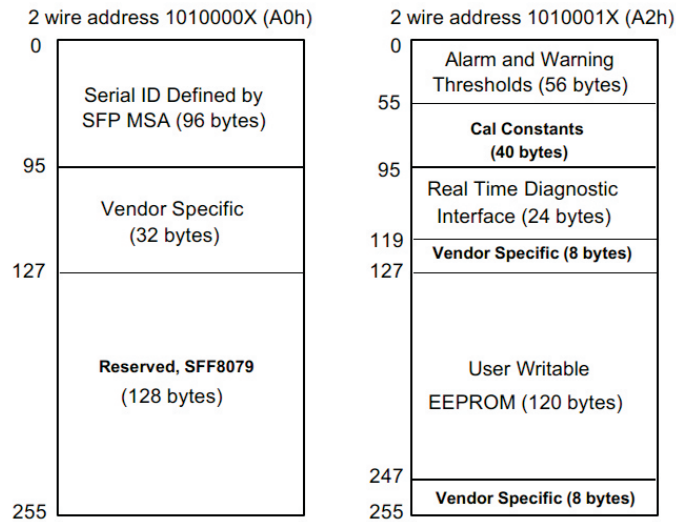 2 wire address 1010000X (A0h)
0
Serial ID Defined by
SFP MSA (96 bytes)
95
Vendor Specific
(32 bytes)
127
Reserved, SFF8079
(128 bytes)
255
2 wire address 1010001X (A2h)
0
Alarm and Warning
Thresholds (56 bytes)
55
Cal Constants
(40 bytes)
95
Real Time Diagnostic
Interface (24 bytes)
119
Vendor Specific (8 bytes)
127
User Writable
EEPROM (120 bytes)
247
Vendor Specific (8 bytes)
255